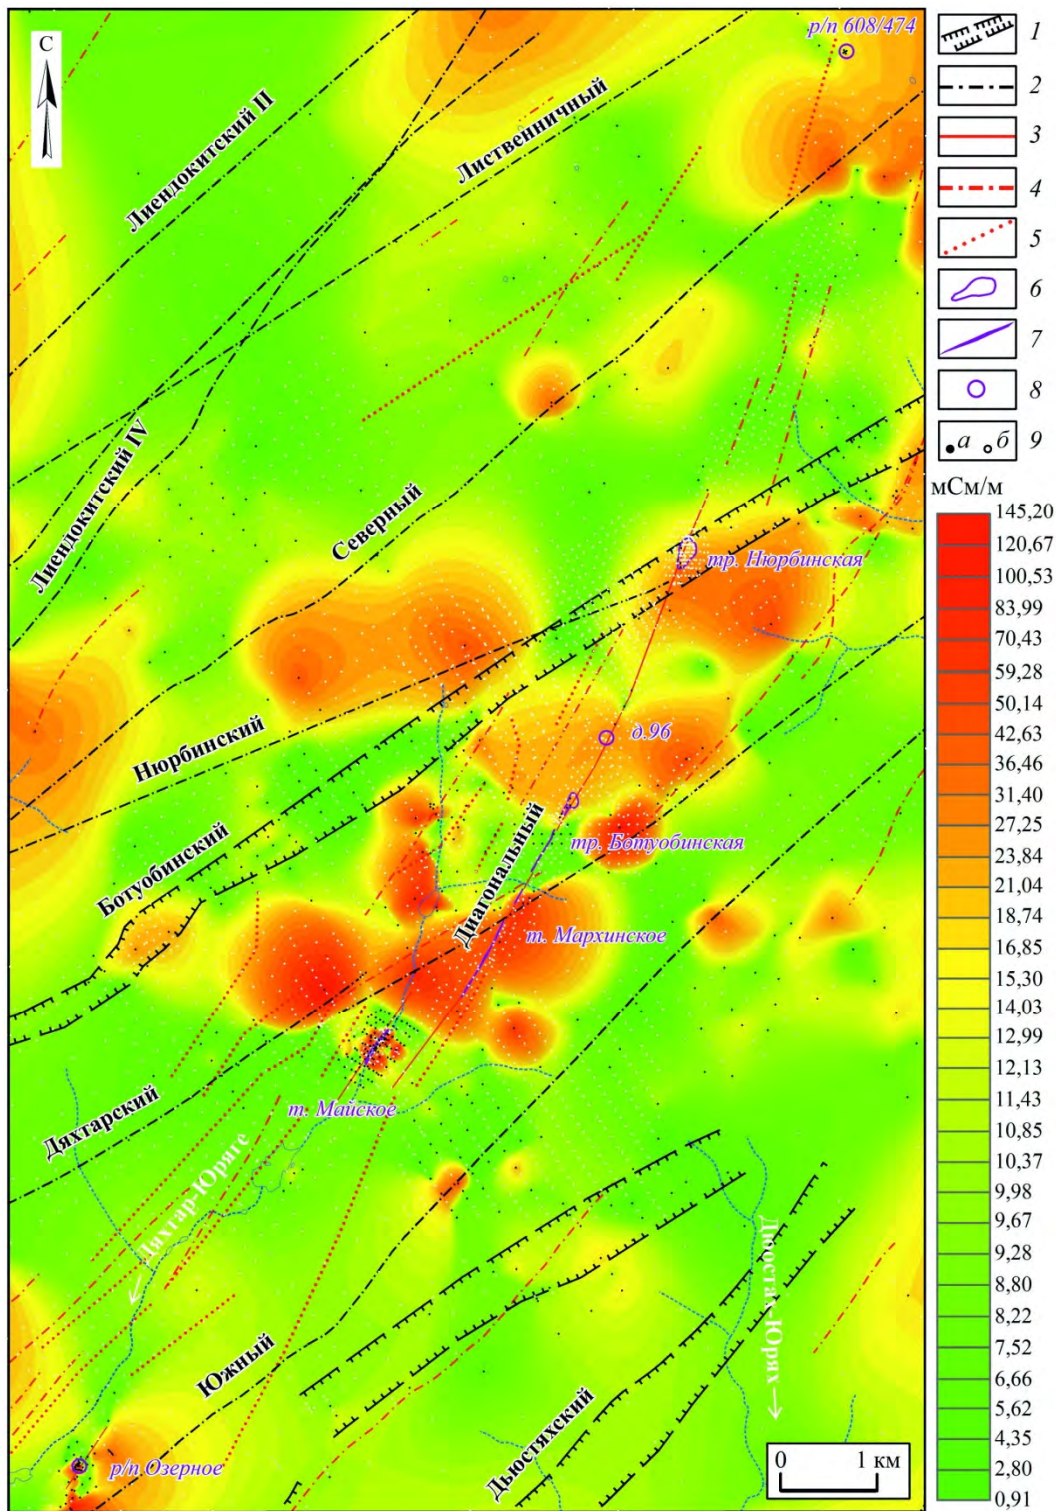 С
р/п 608/474
Лиендокитский II
Лиственничный
Лиендокитский IV
Северный
тр. Нюрбинская
Нюрбинский
д.96
Ботуобинский
тр. Ботуобинская
Диагональный
т. Мархинское
Дяхтарский
т. Майское
← Дяхтар-Юряге
Дюостах-Юрях →
Южный
Дьюстяхский
р/п Озерное
0 1 км
1
2
3
4
5
6
7
8
а б 9
мСм/м
145,20
120,67
100,53
83,99
70,43
59,28
50,14
42,63
36,46
31,40
27,25
23,84
21,04
18,74
16,85
15,30
14,03
12,99
12,13
11,43
10,85
10,37
9,98
9,67
9,28
8,80
8,22
7,52
6,66
5,62
4,35
2,80
0,91